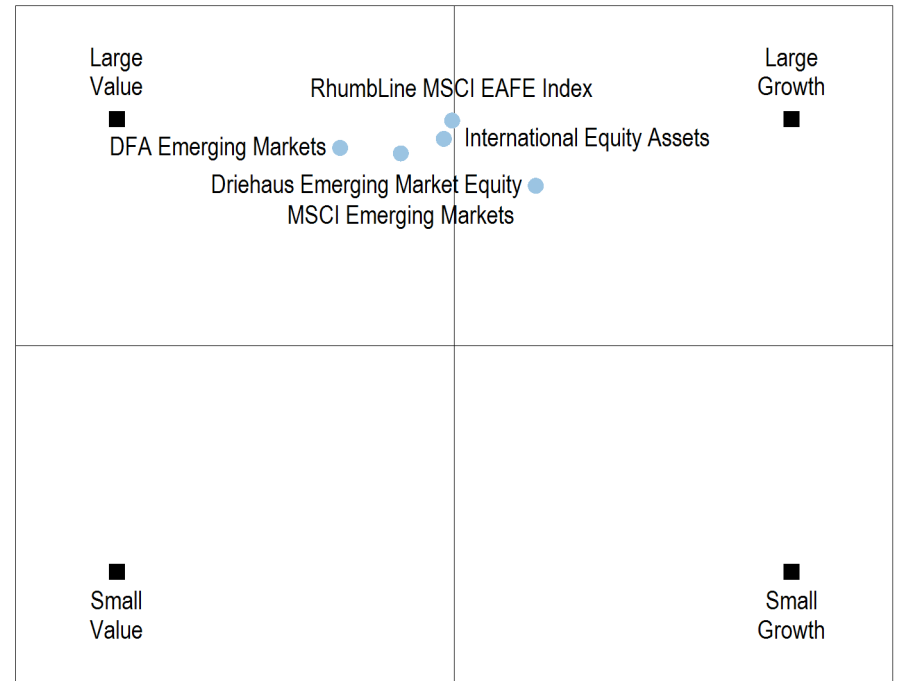 Large
Value
Large
Growth
RhumbLine MSCI EAFE Index
International Equity Assets
DFA Emerging Markets
Driehaus Emerging Market Equity
MSCI Emerging Markets
Small
Value
Small
Growth